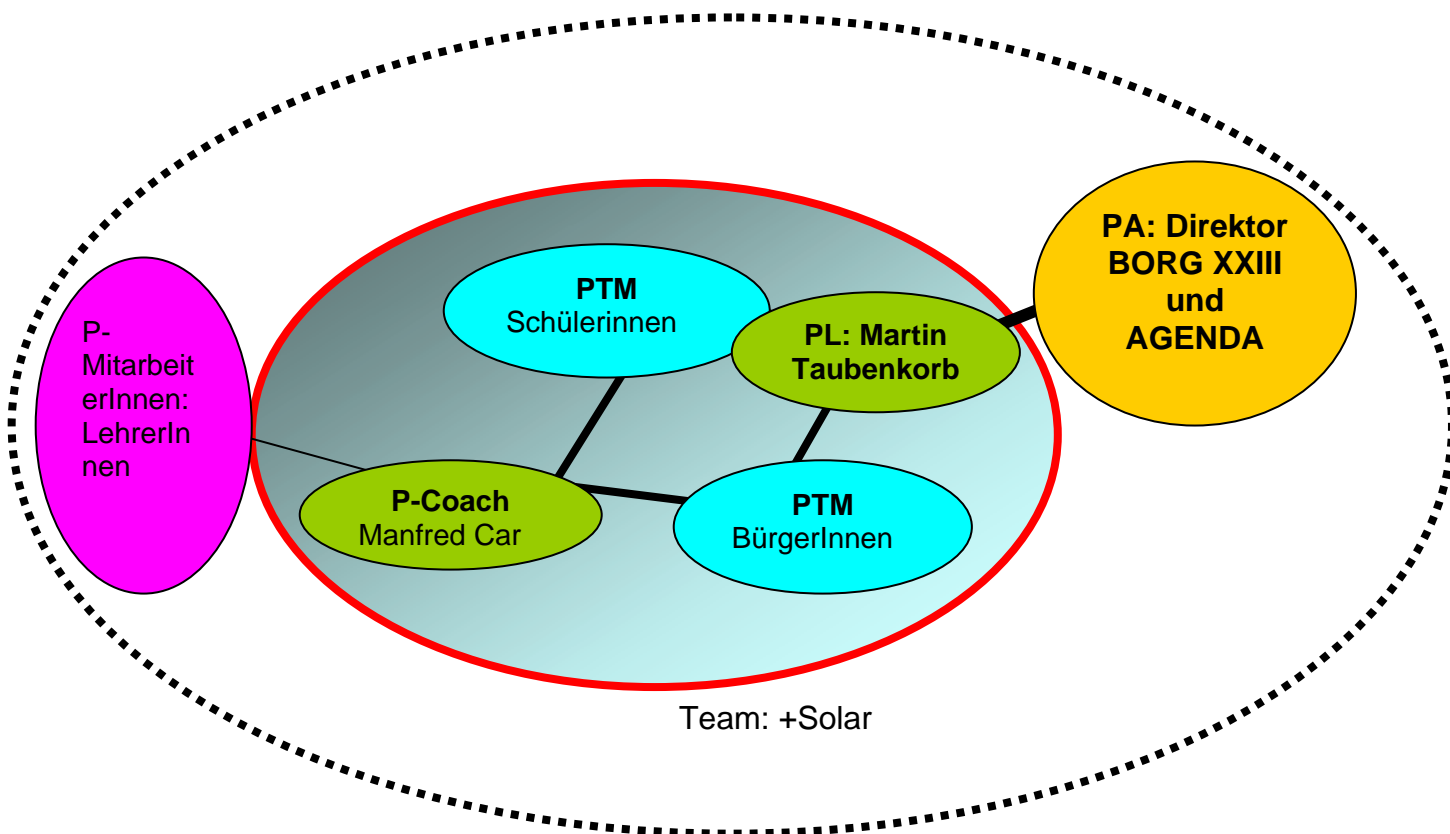 PA: Direktor
BORG XXIII
und
AGENDA
PTM
Schülerinnen
PL: Martin
Taubenkorb
P-
Mitarbeit
erInnen:
LehrerIn
nen
P-Coach
Manfred Car
PTM
BürgerInnen
Team: +Solar